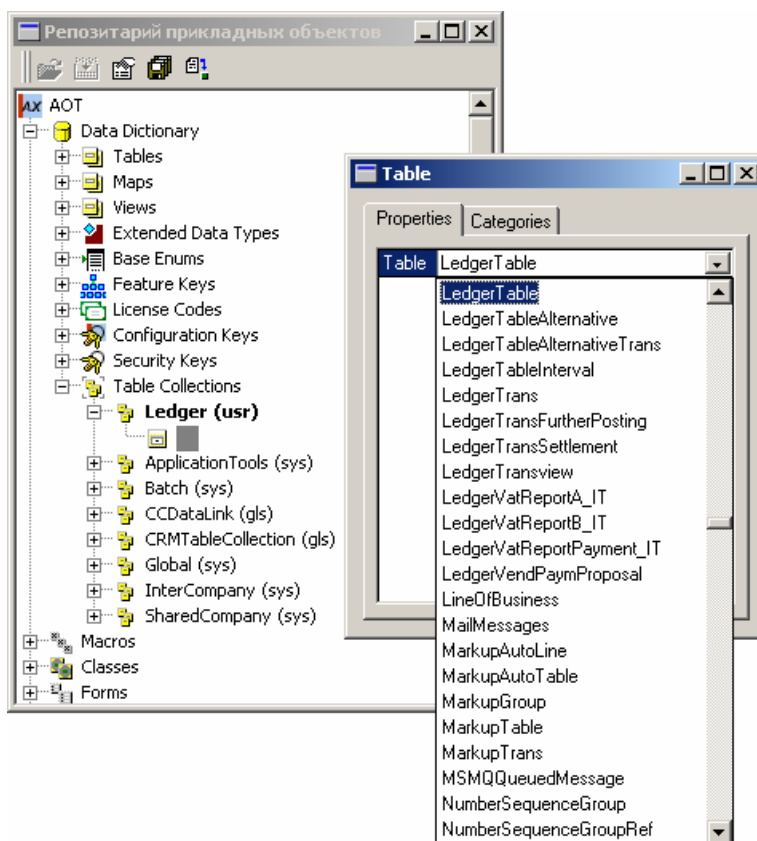 Репозитарий прикладных объектов
AX AOT
Data Dictionary
Tables
Maps
Views
Extended Data Types
Base Enums
Feature Keys
License Codes
Configuration Keys
Security Keys
Table Collections
Ledger (usr)
ApplicationTools (sys)
Batch (sys)
CCDataLink (gls)
CRMTableCollection (gls)
Global (sys)
InterCompany (sys)
SharedCompany (sys)
Macros
Classes
Forms
Table
Properties Categories
Table LedgerTable
LedgerTable
LedgerTableAlternative
LedgerTableAlternativeTrans
LedgerTableInterval
LedgerTrans
LedgerTransFurtherPosting
LedgerTransSettlement
LedgerTransview
LedgerVatReportA_IT
LedgerVatReportB_IT
LedgerVatReportPayment_IT
LedgerVendPaymProposal
LineOfBusiness
MailMessages
MarkupAutoLine
MarkupAutoTable
MarkupGroup
MarkupTable
MarkupTrans
MSMQQueuedMessage
NumberSequenceGroup
NumberSequenceGroupRef